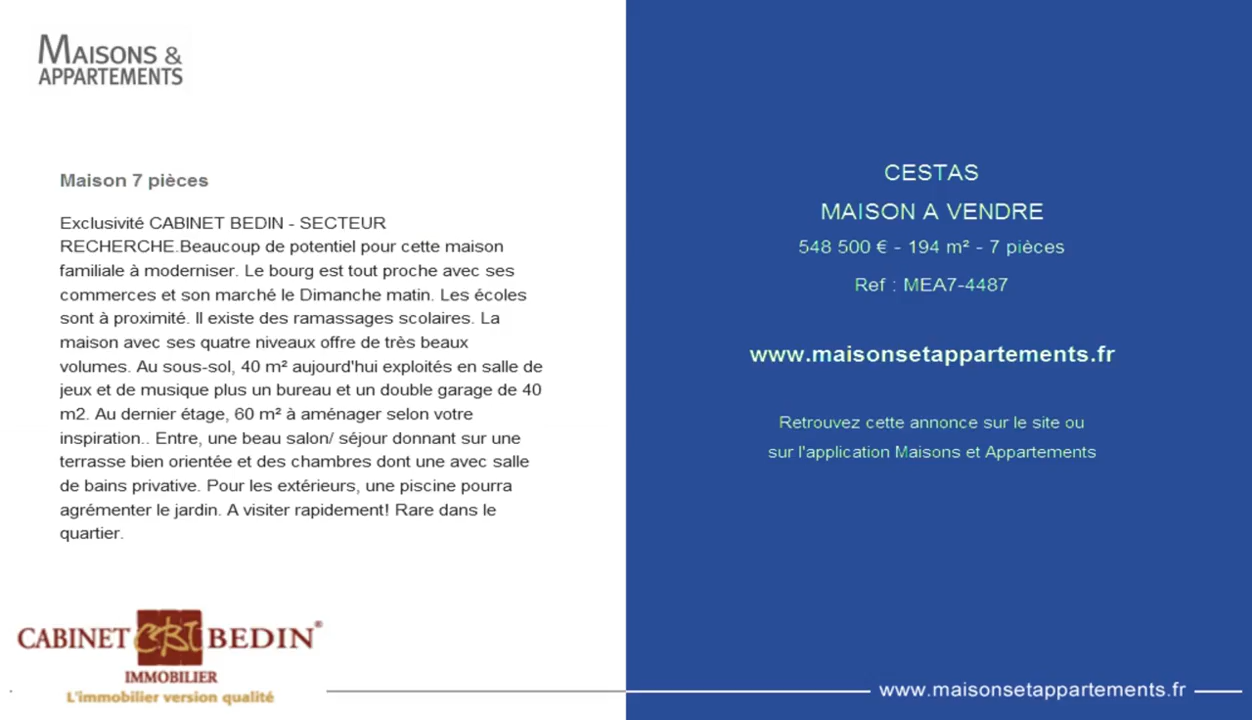 MAISONS &
APPARTEMENTS
Maison 7 pièces
Exclusivité CABINET BEDIN - SECTEUR
RECHERCHE.Beaucoup de potentiel pour cette maison
familiale à moderniser. Le bourg est tout proche avec ses
commerces et son marché le Dimanche matin. Les écoles
sont à proximité. Il existe des ramassages scolaires. La
maison avec ses quatre niveaux offre de très beaux
volumes. Au sous-sol, 40 m² aujourd'hui exploités en salle de
jeux et de musique plus un bureau et un double garage de 40
m2. Au dernier étage, 60 m² à aménager selon votre
inspiration.. Entre, une beau salon/ séjour donnant sur une
terrasse bien orientée et des chambres dont une avec salle
de bains privative. Pour les extérieurs, une piscine pourra
agrémenter le jardin. A visiter rapidement! Rare dans le
quartier.
CABINET CBI BEDIN®
IMMOBILIER
L'immobilier version qualité
CESTAS
MAISON A VENDRE
548 500 € - 194 m² - 7 pièces
Ref : MEA7-4487
www.maisonsetappartements.fr
Retrouvez cette annonce sur le site ou
sur l'application Maisons et Appartements
www.maisonsetappartements.fr